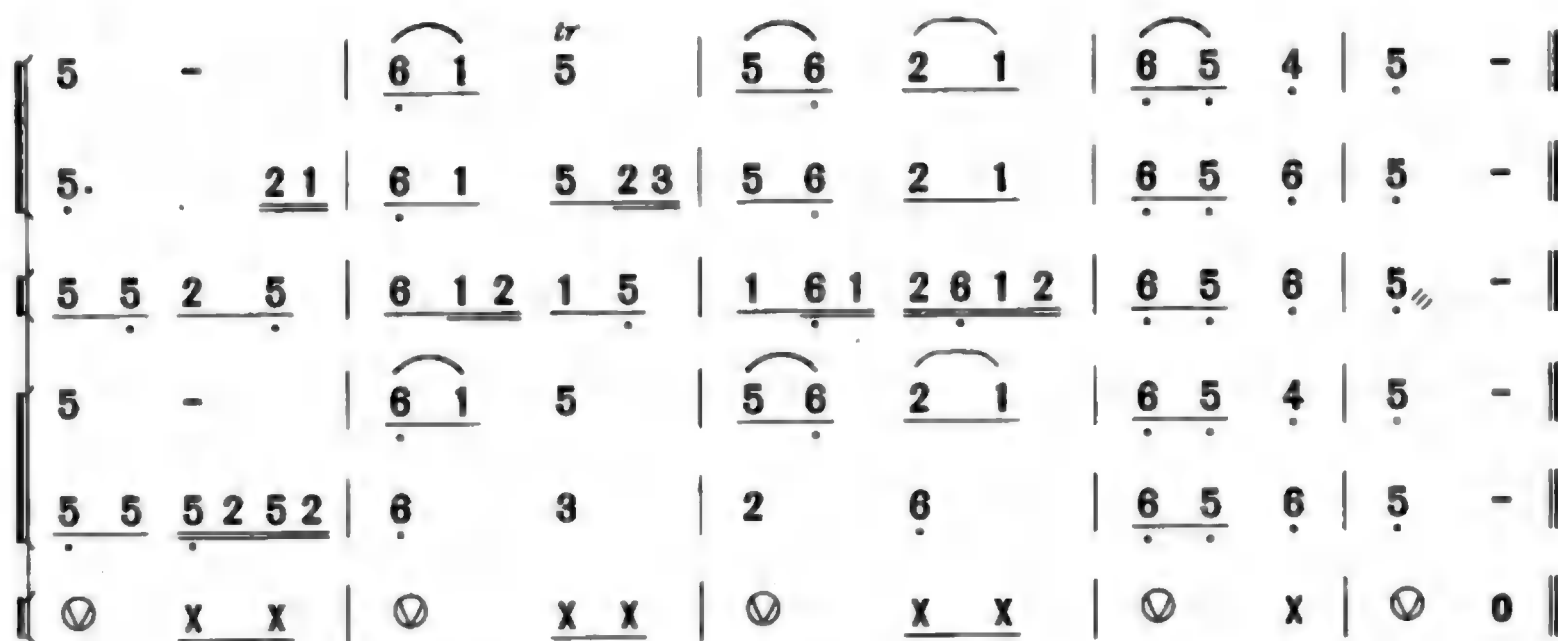 5 - | 6̣ 1 tr 5 | 5 6̣ 2 1 | 6̣ 5̣ 4̣ | 5̣ - ‖
5̣. 2 1 | 6̣ 1 5 2 3 | 5 6̣ 2 1 | 6̣ 5̣ 6̣ | 5̣ - ‖
5 5̣ 2 5̣ | 6 1 2 1 5̣ | 1 6̣ 1 2 6̣ 1 2 | 6̣ 5̣ 6̣ | 5̣ - ‖
5 - | 6̣ 1 5 | 5 6̣ 2 1 | 6̣ 5̣ 4̣ | 5̣ - ‖
5̣ 5 5̣ 2 5 2 | 6̣ 3 | 2 6̣ | 6̣ 5̣ 6̣ | 5̣ - ‖
Ⓥ X X | Ⓥ X X | Ⓥ X X | Ⓥ X | Ⓥ 0 ‖